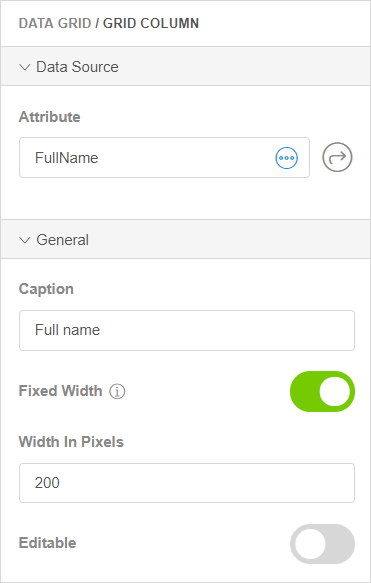 DATA GRID / GRID COLUMN
Data Source
Attribute
FullName
General
Caption
Full name
Fixed Width
Width In Pixels
200
Editable